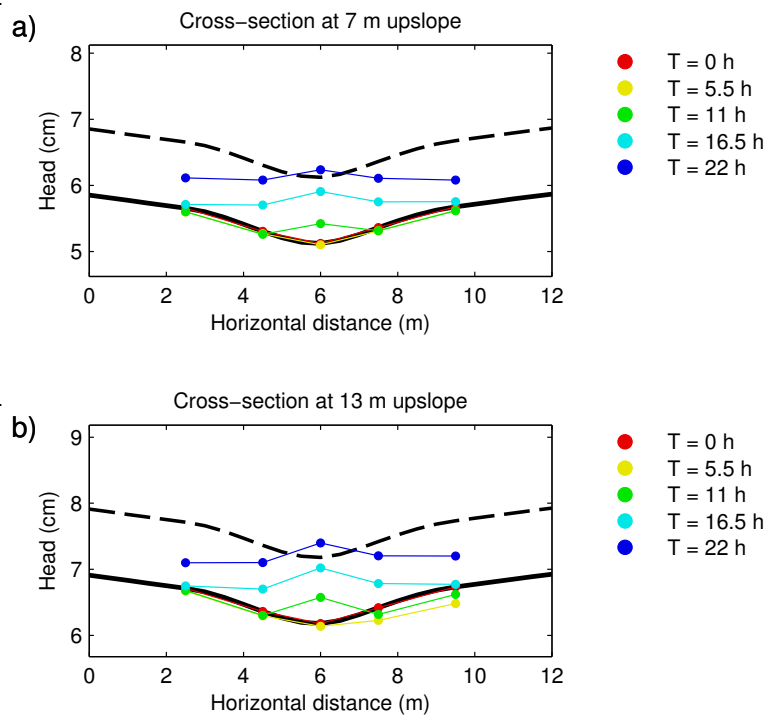 a)
Cross−section at 7 m upslope
8
7
6
5
Head (cm)
0 2 4 6 8 10 12
Horizontal distance (m)
T = 0 h
T = 5.5 h
T = 11 h
T = 16.5 h
T = 22 h
b)
Cross−section at 13 m upslope
9
8
7
6
Head (cm)
0 2 4 6 8 10 12
Horizontal distance (m)
T = 0 h
T = 5.5 h
T = 11 h
T = 16.5 h
T = 22 h